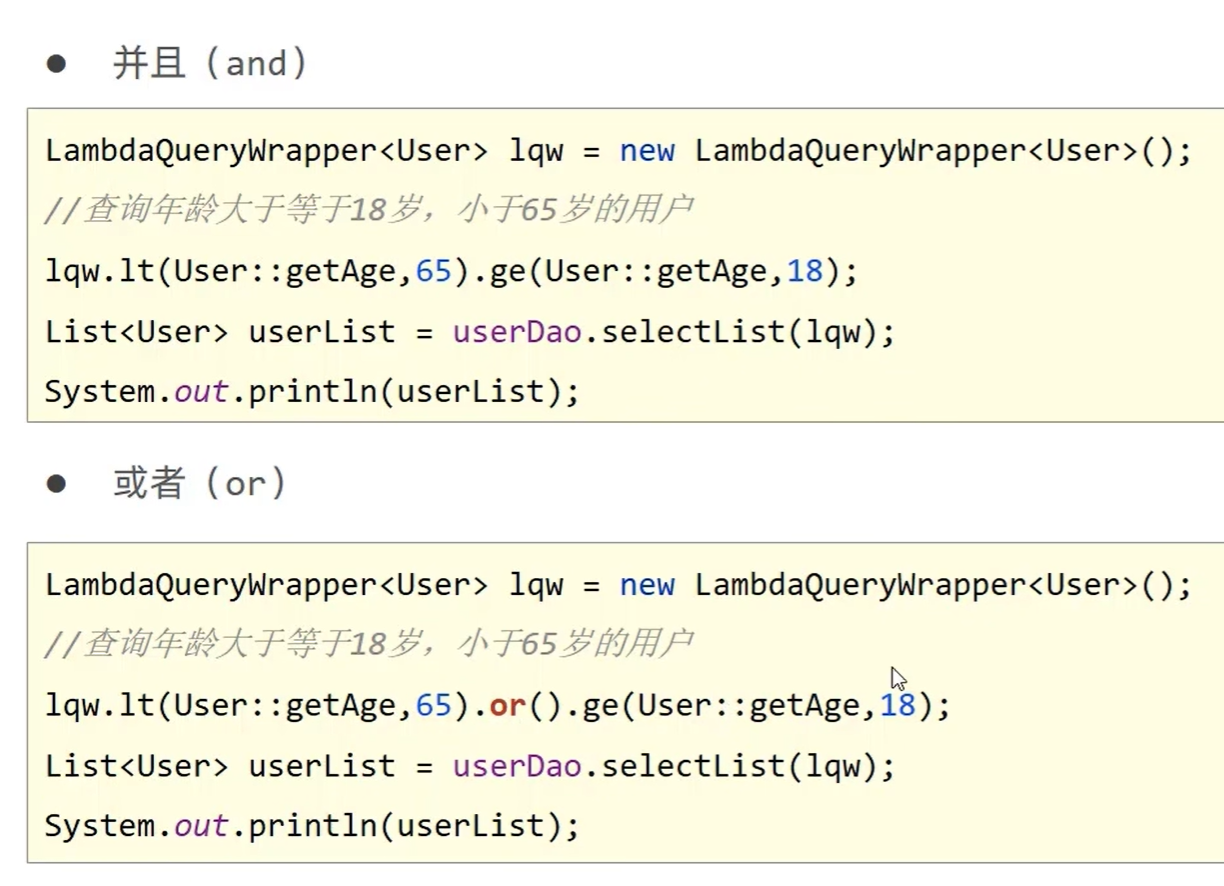 ● 并且（and）
LambdaQueryWrapper<User> lqw = new LambdaQueryWrapper<User>();
//查询年龄大于等于18岁，小于65岁的用户
lqw.lt(User::getAge,65).ge(User::getAge,18);
List<User> userList = userDao.selectList(lqw);
System.out.println(userList);
● 或者（or）
LambdaQueryWrapper<User> lqw = new LambdaQueryWrapper<User>();
//查询年龄大于等于18岁，小于65岁的用户
lqw.lt(User::getAge,65).or().ge(User::getAge,18);
List<User> userList = userDao.selectList(lqw);
System.out.println(userList);